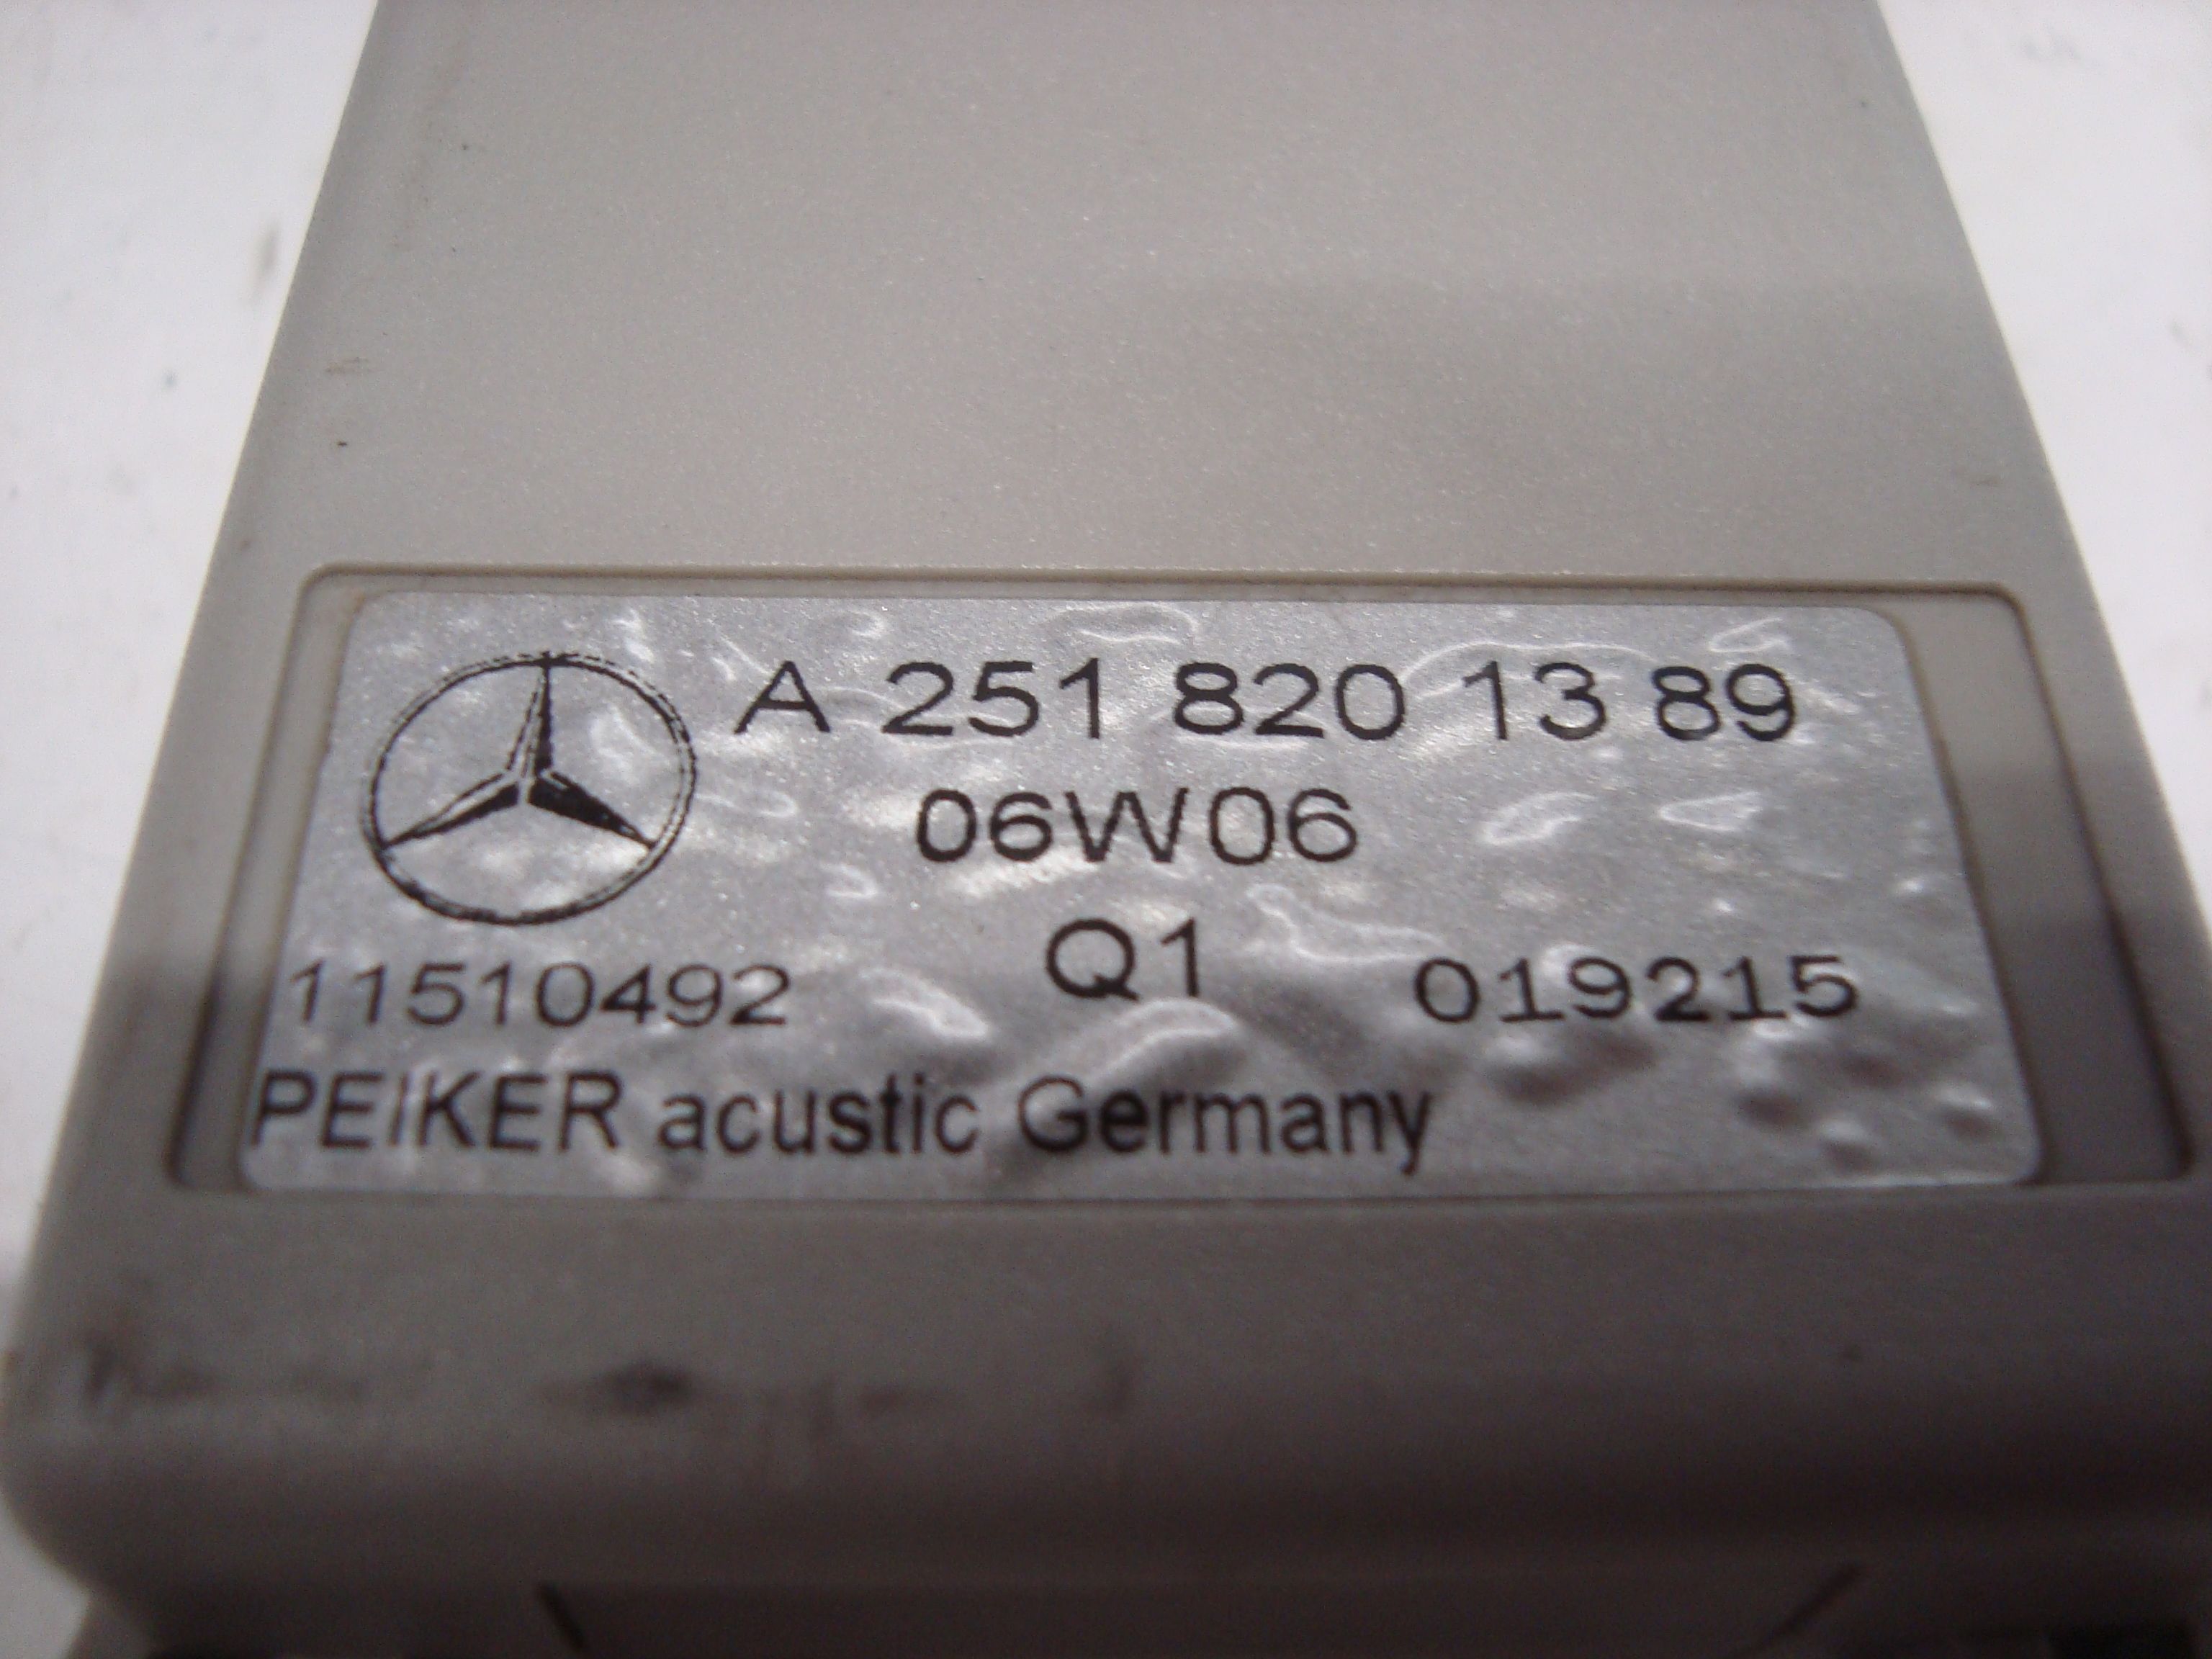 A 251 820 13 89
06W06
Q1
11510492 019215
PEIKER acustic Germany